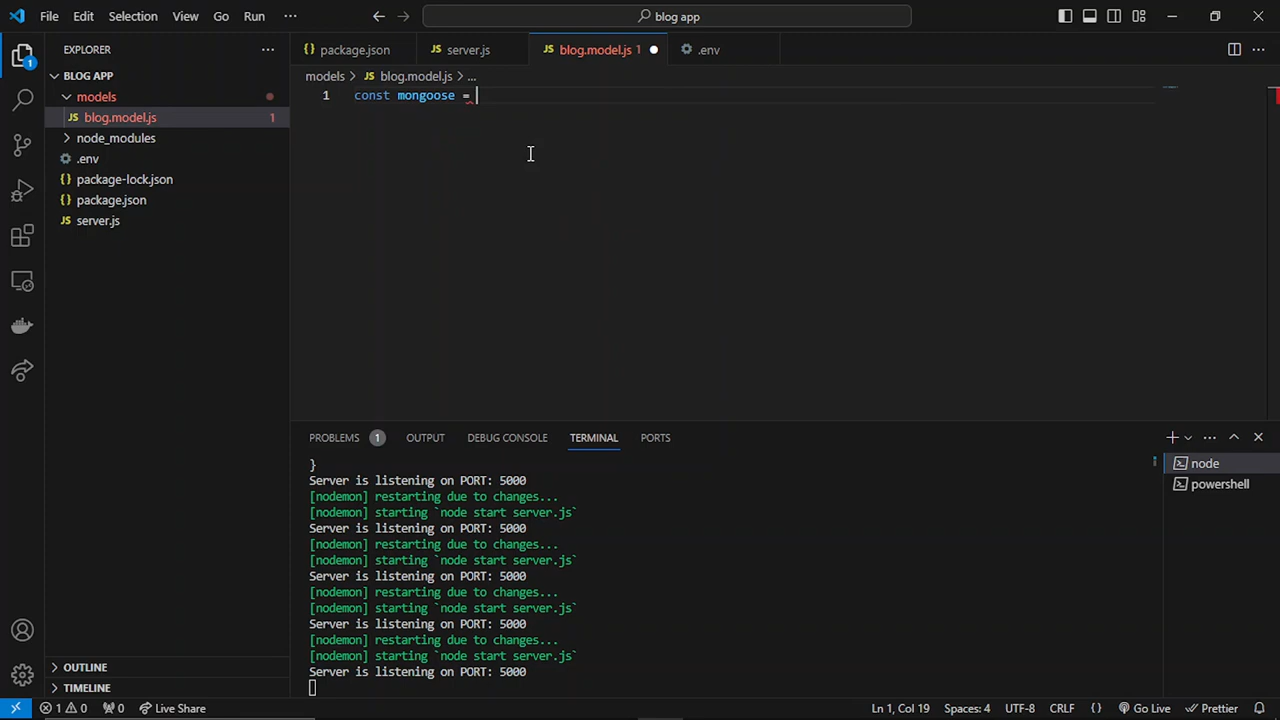 File Edit Selection View Go Run ··· blog app
EXPLORER ···
package.json server.js blog.model.js 1 .env
BLOG APP
models > blog.model.js > ...
models
1 const mongoose =
blog.model.js 1
node_modules
.env
package-lock.json
package.json
server.js
PROBLEMS 1 OUTPUT DEBUG CONSOLE TERMINAL PORTS
}
Server is listening on PORT: 5000
[nodemon] restarting due to changes...
[nodemon] starting `node start server.js`
Server is listening on PORT: 5000
[nodemon] restarting due to changes...
[nodemon] starting `node start server.js`
Server is listening on PORT: 5000
[nodemon] restarting due to changes...
[nodemon] starting `node start server.js`
Server is listening on PORT: 5000
[nodemon] restarting due to changes...
[nodemon] starting `node start server.js`
Server is listening on PORT: 5000
node
powershell
1
OUTLINE
TIMELINE
1 0 0 Live Share Ln 1, Col 19 Spaces: 4 UTF-8 CRLF {} Go Live Prettier